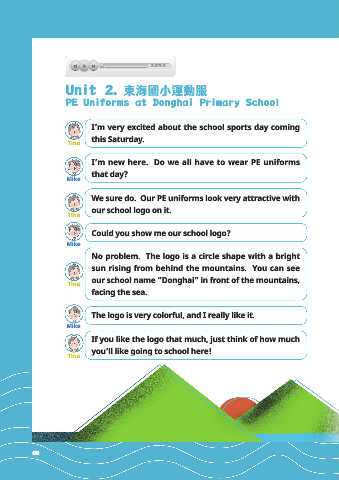 Unit 2. 東海國小運動服
PE Uniforms at Donghai Primary School
Tina
I'm very excited about the school sports day coming
this Saturday.
Mike
I'm new here. Do we all have to wear PE uniforms
that day?
Tina
We sure do. Our PE uniforms look very attractive with
our school logo on it.
Mike
Could you show me our school logo?
Tina
No problem. The logo is a circle shape with a bright
sun rising from behind the mountains. You can see
our school name "Donghai" in front of the mountains,
facing the sea.
Mike
The logo is very colorful, and I really like it.
Tina
If you like the logo that much, just think of how much
you'll like going to school here!